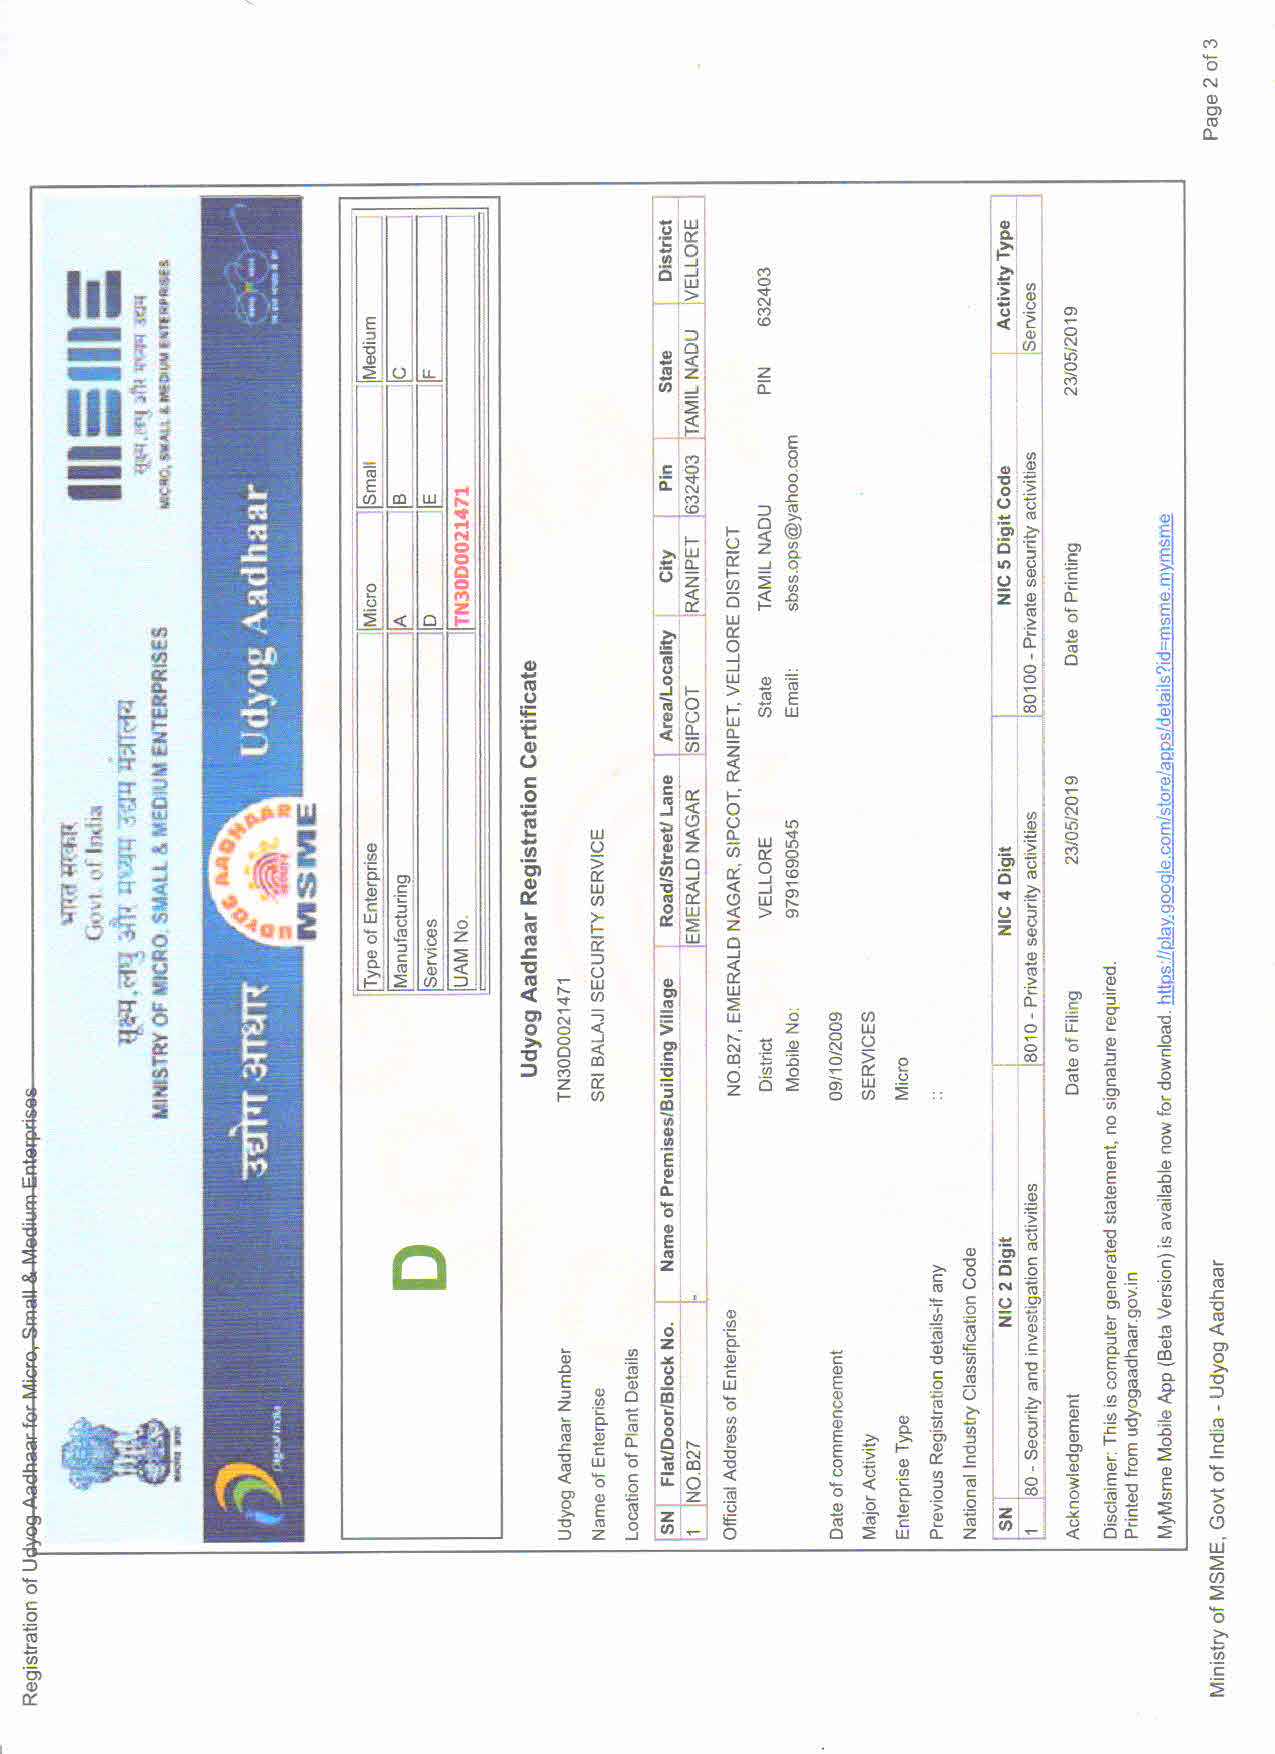 Registration of Udyog Aadhaar for Micro, Small & Medium Enterprises
भारत सरकार
Govt. of India
सूक्ष्म, लघु और मध्यम उद्यम मंत्रालय
MINISTRY OF MICRO, SMALL & MEDIUM ENTERPRISES
msme
सूक्ष्म, लघु और मध्यम उद्यम
MICRO, SMALL & MEDIUM ENTERPRISES
Digital India
उद्योग आधार
UDYOG AADHAAR
MSME
Udyog Aadhaar
D
Type of Enterprise Micro Small Medium
Manufacturing A B C
Services D E F
UAM No. TN30D0021471
Udyog Aadhaar Registration Certificate
Udyog Aadhaar Number TN30D0021471
Name of Enterprise SRI BALAJI SECURITY SERVICE
Location of Plant Details
SN Flat/Door/Block No. Name of Premises/Building Village Road/Street/ Lane Area/Locality City Pin State District
1 NO.B27 - EMERALD NAGAR SIPCOT RANIPET 632403 TAMIL NADU VELLORE
Official Address of Enterprise NO.B27, EMERALD NAGAR, SIPCOT, RANIPET, VELLORE DISTRICT
District VELLORE State TAMIL NADU PIN 632403
Mobile No: 9791690545 Email: sbss.ops@yahoo.com
Date of commencement 09/10/2009
Major Activity SERVICES
Enterprise Type Micro
Previous Registration details-if any ::
National Industry Classification Code
SN NIC 2 Digit NIC 4 Digit NIC 5 Digit Code Activity Type
1 80 - Security and investigation activities 8010 - Private security activities 80100 - Private security activities Services
Acknowledgement Date of Filing 23/05/2019 Date of Printing 23/05/2019
Disclaimer: This is computer generated statement, no signature required.
Printed from udyogaadhaar.gov.in
MyMsme Mobile App (Beta Version) is available now for download. https://play.google.com/store/apps/details?id=msme.mymsme
Ministry of MSME, Govt of India - Udyog Aadhaar
Page 2 of 3